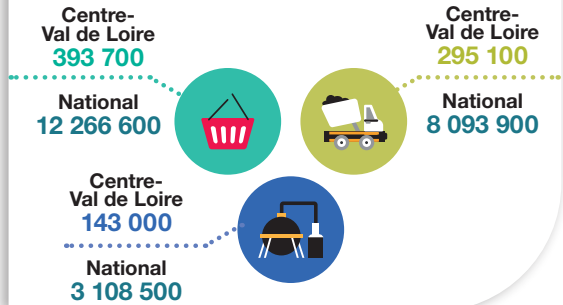 Centre-
Val de Loire
393 700
National
12 266 600
Centre-
Val de Loire
295 100
National
8 093 900
Centre-
Val de Loire
143 000
National
3 108 500